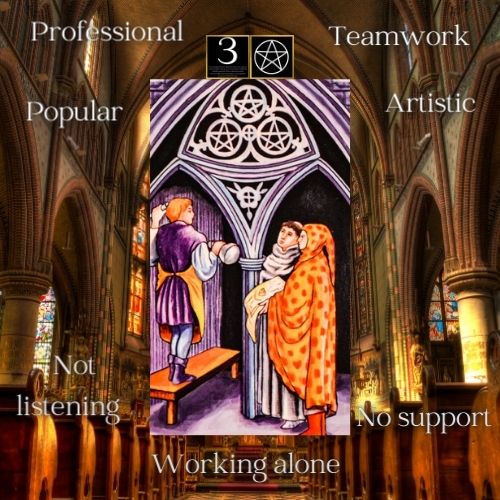 Professional
3
Teamwork
Popular
Artistic
Not
listening
No support
Working alone